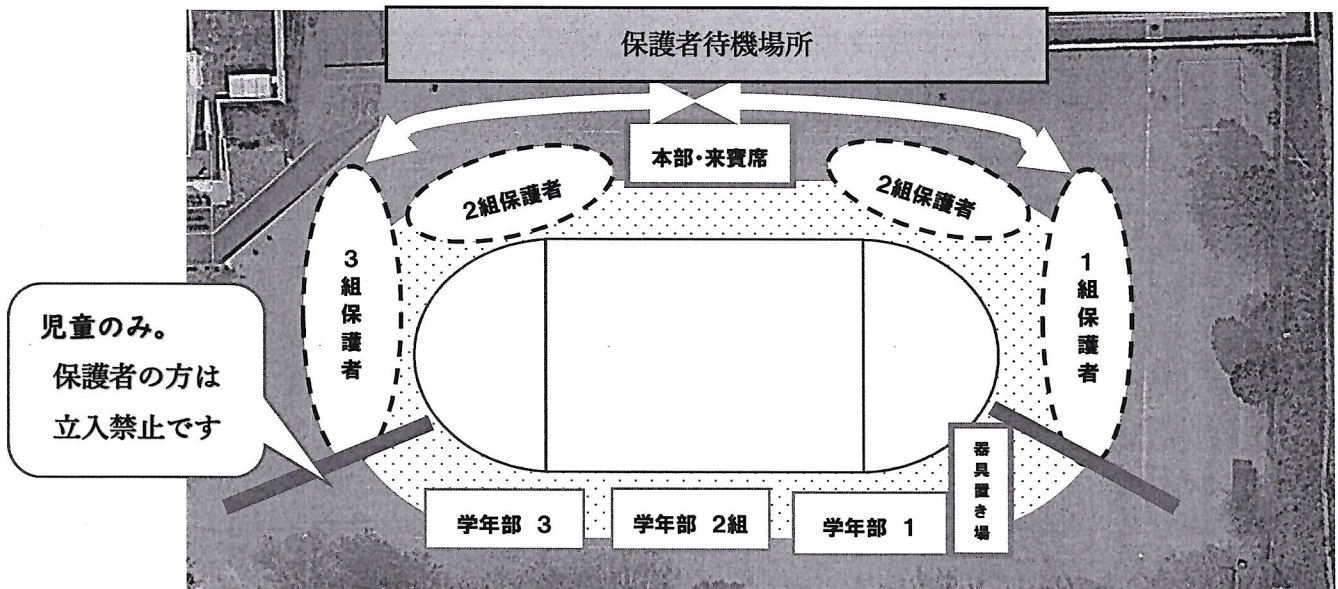 保護者待機場所
本部・来賓席
2組保護者
2組保護者
3組保護者
1組保護者
児童のみ。
保護者の方は
立入禁止です
器具置き場
学年部 3
学年部 2組
学年部 1